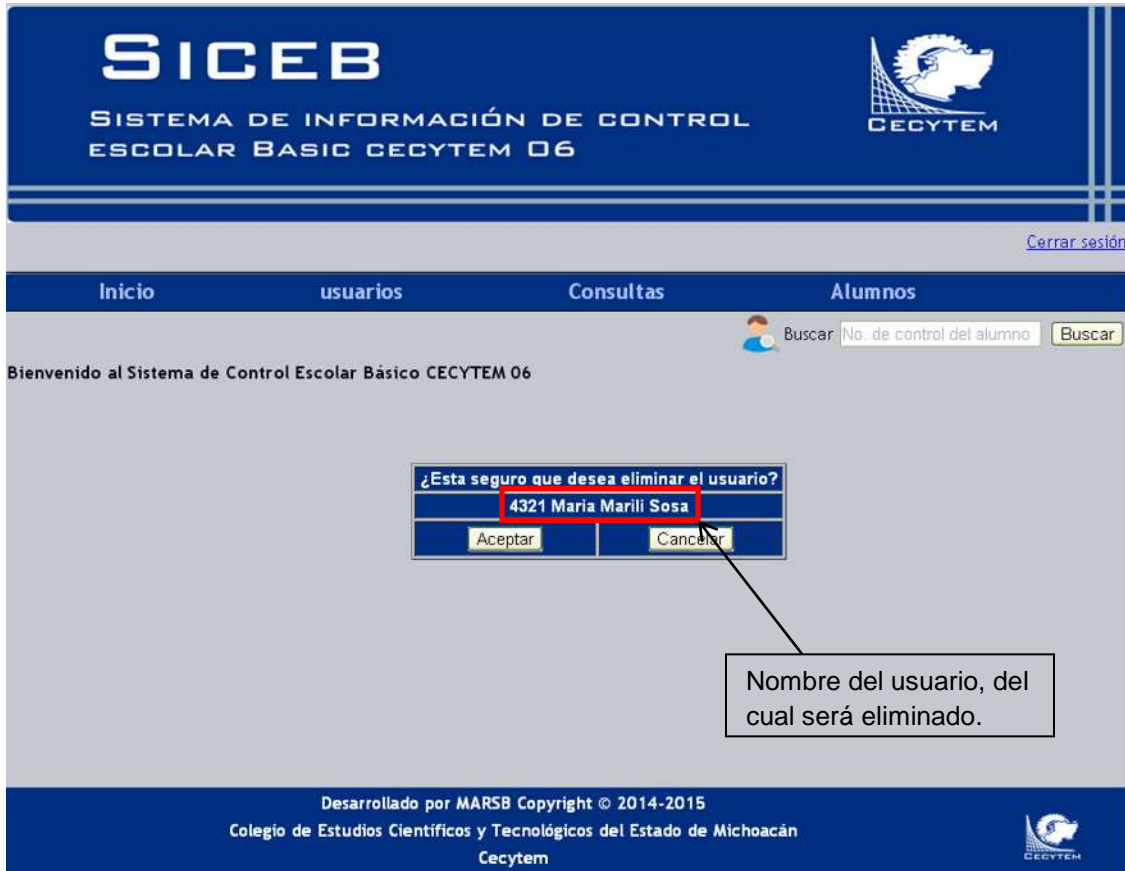 SICEB
SISTEMA DE INFORMACIÓN DE CONTROL
ESCOLAR BASIC CECYTEM 06
CECYTEM
Cerrar sesión
Inicio usuarios Consultas Alumnos
Buscar No. de control del alumno Buscar
Bienvenido al Sistema de Control Escolar Básico CECYTEM 06
¿Esta seguro que desea eliminar el usuario?
4321 Maria Marili Sosa
Aceptar Cancelar
Nombre del usuario, del
cual será eliminado.
Desarrollado por MARSB Copyright © 2014-2015
Colegio de Estudios Científicos y Tecnológicos del Estado de Michoacán
Cecytem
CECYTEM